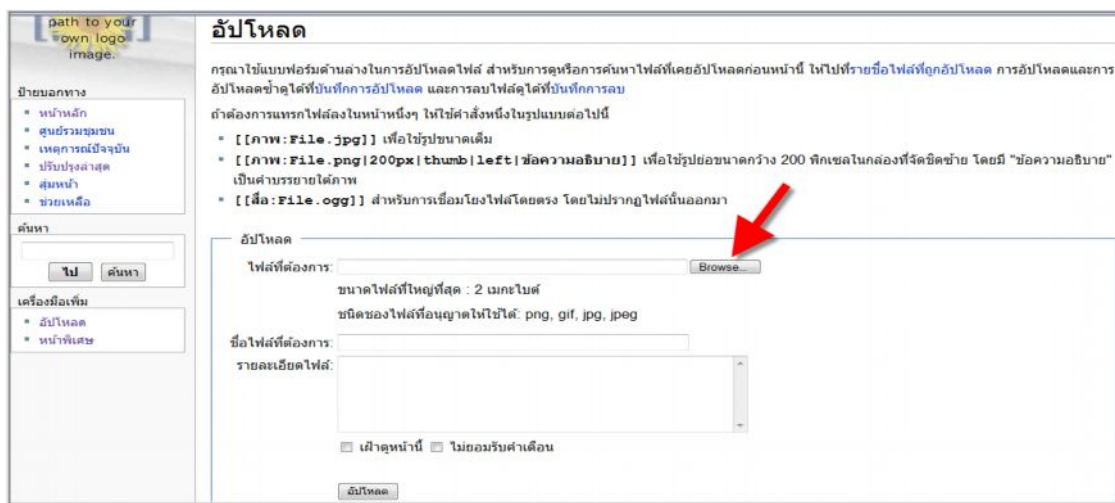 path to your
own logo
image.
ป้ายบอกทาง
หน้าหลัก
ศูนย์รวมชุมชน
เหตุการณ์ปัจจุบัน
ปรับปรุงล่าสุด
สุ่มหน้า
ช่วยเหลือ
ค้นหา
ไป ค้นหา
เครื่องมือเพิ่ม
อัปโหลด
หน้าพิเศษ
อัปโหลด
กรุณาใช้แบบฟอร์มด้านล่างในการอัปโหลดไฟล์ สำหรับการดูหรือการค้นหาไฟล์ที่เคยอัปโหลดก่อนหน้านี้ ให้ไปที่รายชื่อไฟล์ที่ถูกอัปโหลด การอัปโหลดและการ
อัปโหลดซ้ำดูได้ที่บันทึกการอัปโหลด และการลบไฟล์ดูได้ที่บันทึกการลบ
ถ้าต้องการแทรกไฟล์ลงในหน้าหนึ่งๆ ให้ใช้คำสั่งหนึ่งในรูปแบบต่อไปนี้
[[ภาพ:File.jpg]] เพื่อใช้รูปขนาดเต็ม
[[ภาพ:File.png|200px|thumb|left|ข้อความอธิบาย]] เพื่อใช้รูปย่อขนาดกว้าง 200 พิกเซลในกล่องที่จัดชิดซ้าย โดยมี "ข้อความอธิบาย"
เป็นคำบรรยายใต้ภาพ
[[สื่อ:File.ogg]] สำหรับการเชื่อมโยงไฟล์โดยตรง โดยไม่ปรากฏไฟล์นั้นออกมา
อัปโหลด
ไฟล์ที่ต้องการ: Browse...
ขนาดไฟล์ที่ใหญ่ที่สุด : 2 เมกะไบต์
ชนิดของไฟล์ที่อนุญาตให้ใช้ได้: png, gif, jpg, jpeg
ชื่อไฟล์ที่ต้องการ:
รายละเอียดไฟล์:
เฝ้าดูหน้านี้ ไม่ยอมรับคำเตือน
อัปโหลด